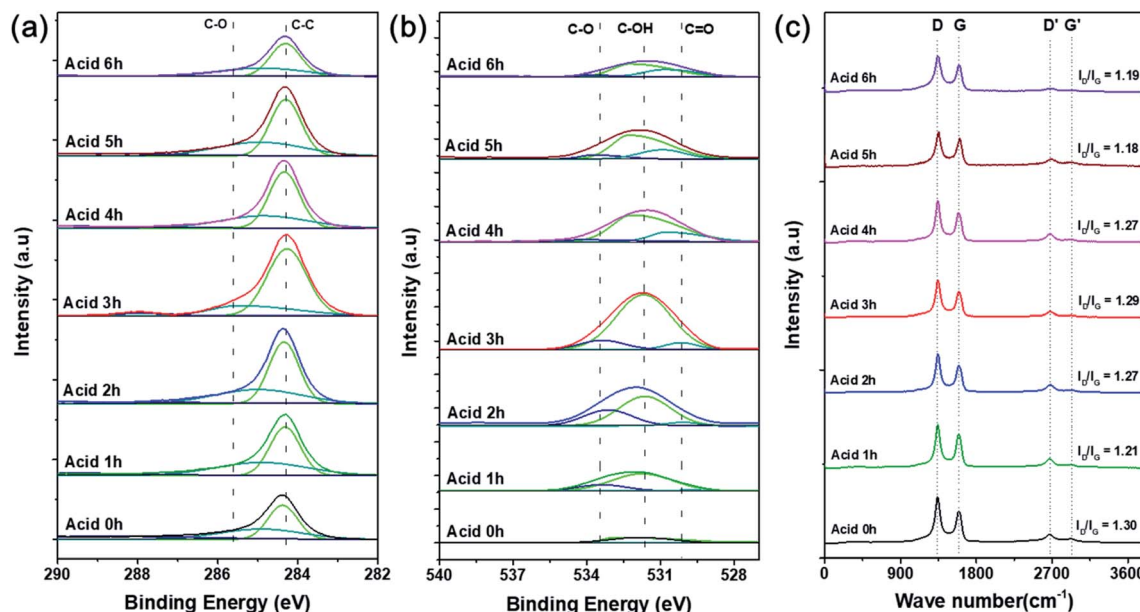 (a)
C-O
C-C
Acid 6h
Acid 5h
Acid 4h
Acid 3h
Acid 2h
Acid 1h
Acid 0h
Intensity (a.u)
290
288
286
284
282
Binding Energy (eV)
(b)
C-O
C-OH
C=O
Acid 6h
Acid 5h
Acid 4h
Acid 3h
Acid 2h
Acid 1h
Acid 0h
Intensity (a.u)
540
537
534
531
528
Binding Energy (eV)
(c)
D
G
D'
G'
Acid 6h
I_D/I_G = 1.19
Acid 5h
I_D/I_G = 1.18
Acid 4h
I_D/I_G = 1.27
Acid 3h
I_D/I_G = 1.29
Acid 2h
I_D/I_G = 1.27
Acid 1h
I_D/I_G = 1.21
Acid 0h
I_D/I_G = 1.30
Intensity (a.u)
0
900
1800
2700
3600
Wave number(cm⁻¹)